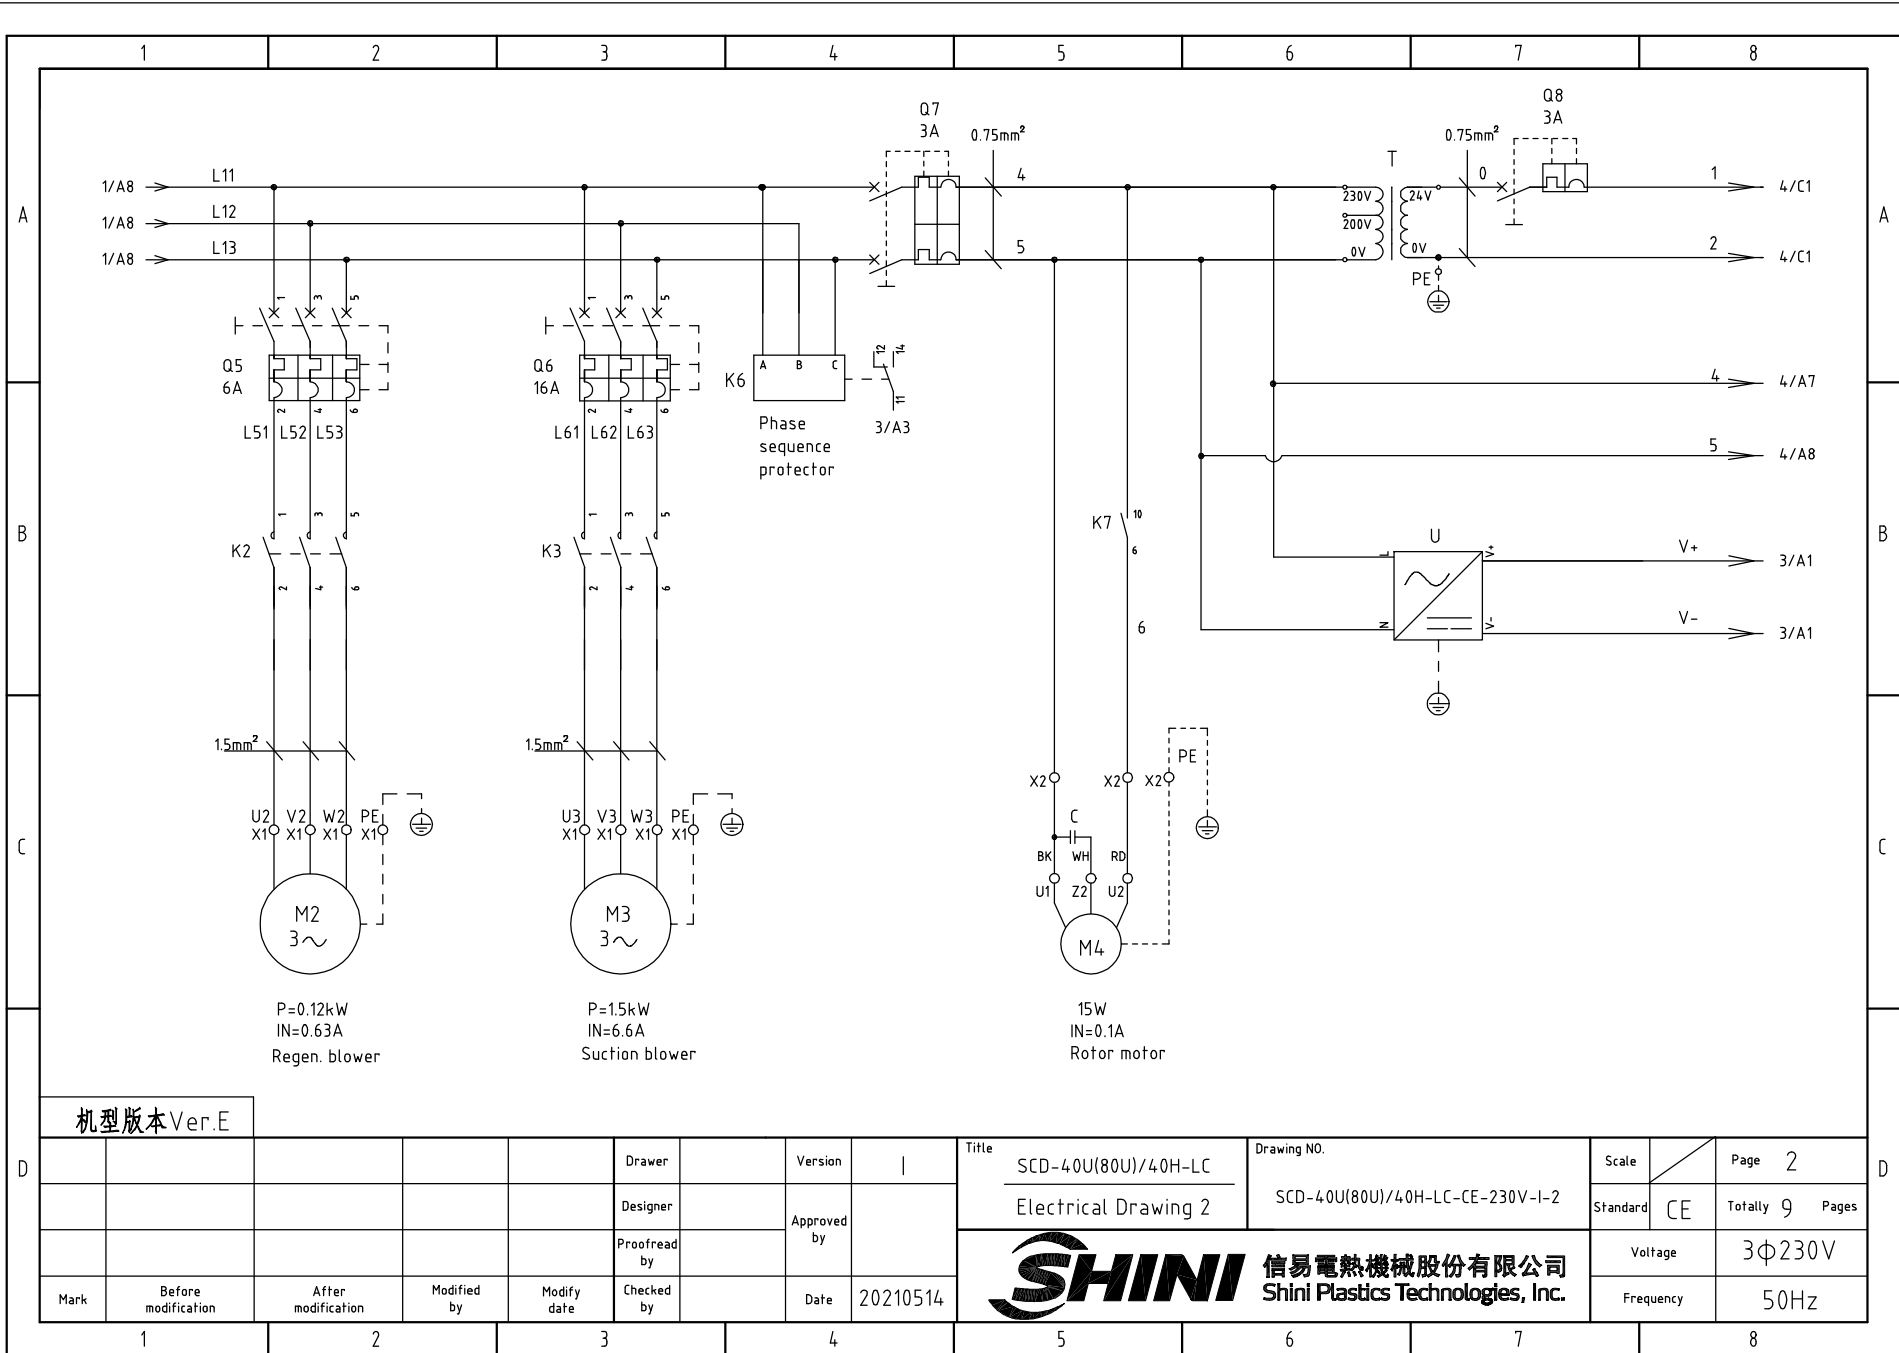 1 2 3 4 5 6 7 8
Q7
3A
0.75mm²
Q8
3A
0.75mm²
T
1/A8 L11 4 230V 24V 0 1 4/C1
A A
1/A8 L12 200V
1/A8 L13 5 0V 0V 2 4/C1
PE
1 3 5 1 3 5
Q5
6A
Q6
16A
K6 A B C 12 14
11
3/A3
Phase
sequence
protector
4 4/A7
2 4 6 2 4 6
L51 L52 L53 L61 L62 L63
5 4/A8
B B
1 3 5 1 3 5
K2 K3
2 4 6 2 4 6
K7 10
6
6
U
L V+ V+ 3/A1
N V- V- 3/A1
1.5mm² 1.5mm²
PE
X2 X2 X2
U2 V2 W2 PE U3 V3 W3 PE
X1 X1 X1 X1 X1 X1 X1 X1
C
C C
BK WH RD
U1 Z2 U2
M2
3
M3
3
M4
P=0.12kW
IN=0.63A
Regen. blower
P=1.5kW
IN=6.6A
Suction blower
15W
IN=0.1A
Rotor motor
机型版本Ver.E
D D
Drawer
Designer
Proofread
by
Checked
by
Version I
Approved
by
Date 20210514
Mark
Before
modification
After
modification
Modified
by
Modify
date
Title
SCD-40U(80U)/40H-LC
Electrical Drawing 2
Drawing NO.
SCD-40U(80U)/40H-LC-CE-230V-I-2
Scale
Page 2
Standard CE
Totally 9 Pages
Voltage 3Φ230V
Frequency 50Hz
SHINI
信易電熱機械股份有限公司
Shini Plastics Technologies, Inc.
1 2 3 4 5 6 7 8